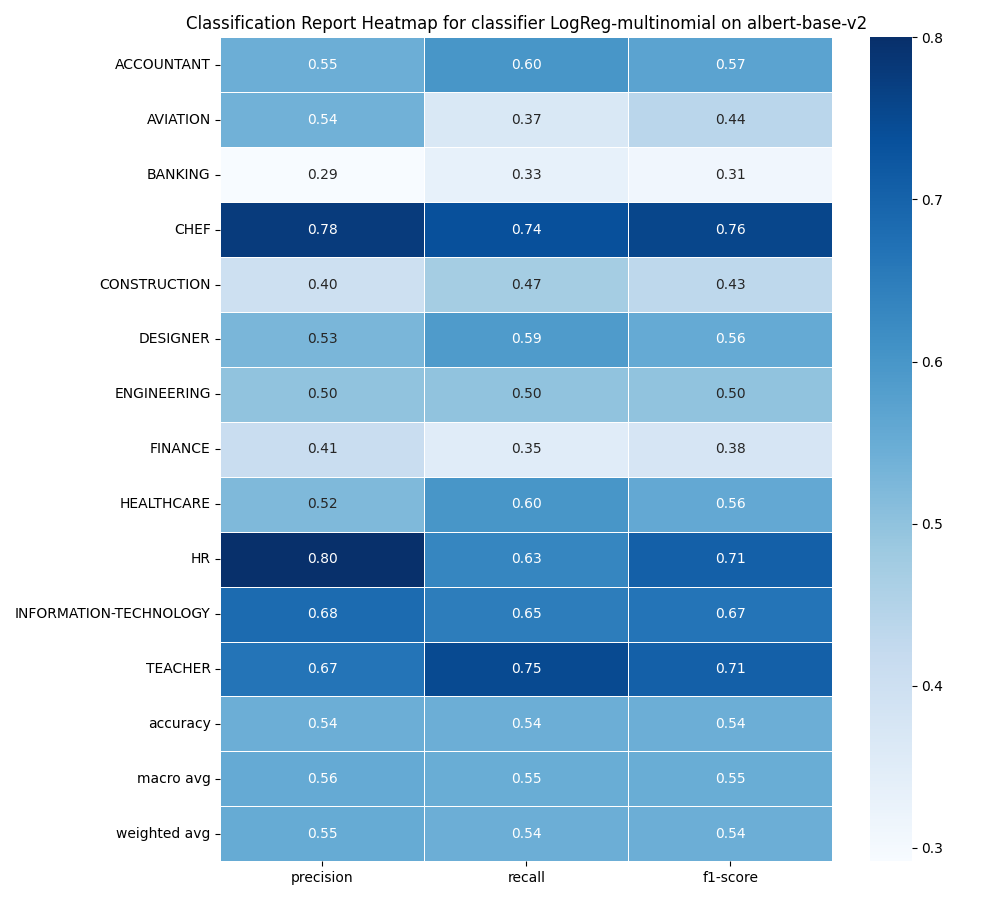 Classification Report Heatmap for classifier LogReg-multinomial on albert-base-v2
ACCOUNTANT 0.55 0.60 0.57
AVIATION 0.54 0.37 0.44
BANKING 0.29 0.33 0.31
CHEF 0.78 0.74 0.76
CONSTRUCTION 0.40 0.47 0.43
DESIGNER 0.53 0.59 0.56
ENGINEERING 0.50 0.50 0.50
FINANCE 0.41 0.35 0.38
HEALTHCARE 0.52 0.60 0.56
HR 0.80 0.63 0.71
INFORMATION-TECHNOLOGY 0.68 0.65 0.67
TEACHER 0.67 0.75 0.71
accuracy 0.54 0.54 0.54
macro avg 0.56 0.55 0.55
weighted avg 0.55 0.54 0.54
precision recall f1-score
0.8
0.7
0.6
0.5
0.4
0.3